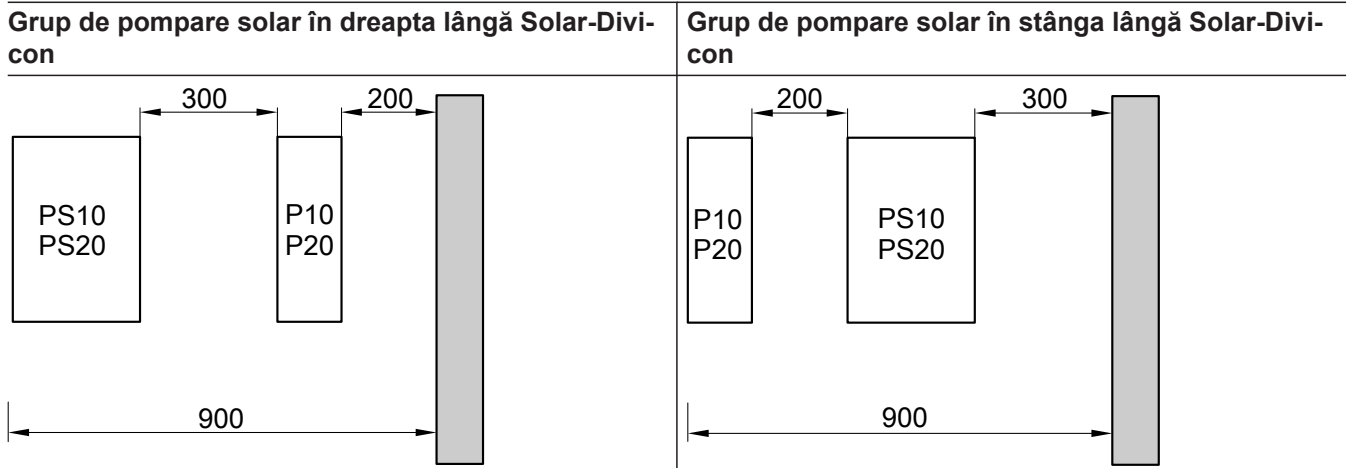 Grup de pompare solar în dreapta lângă Solar-Divi-
con
300
200
PS10
PS20
P10
P20
900
Grup de pompare solar în stânga lângă Solar-Divi-
con
200
300
P10
P20
PS10
PS20
900